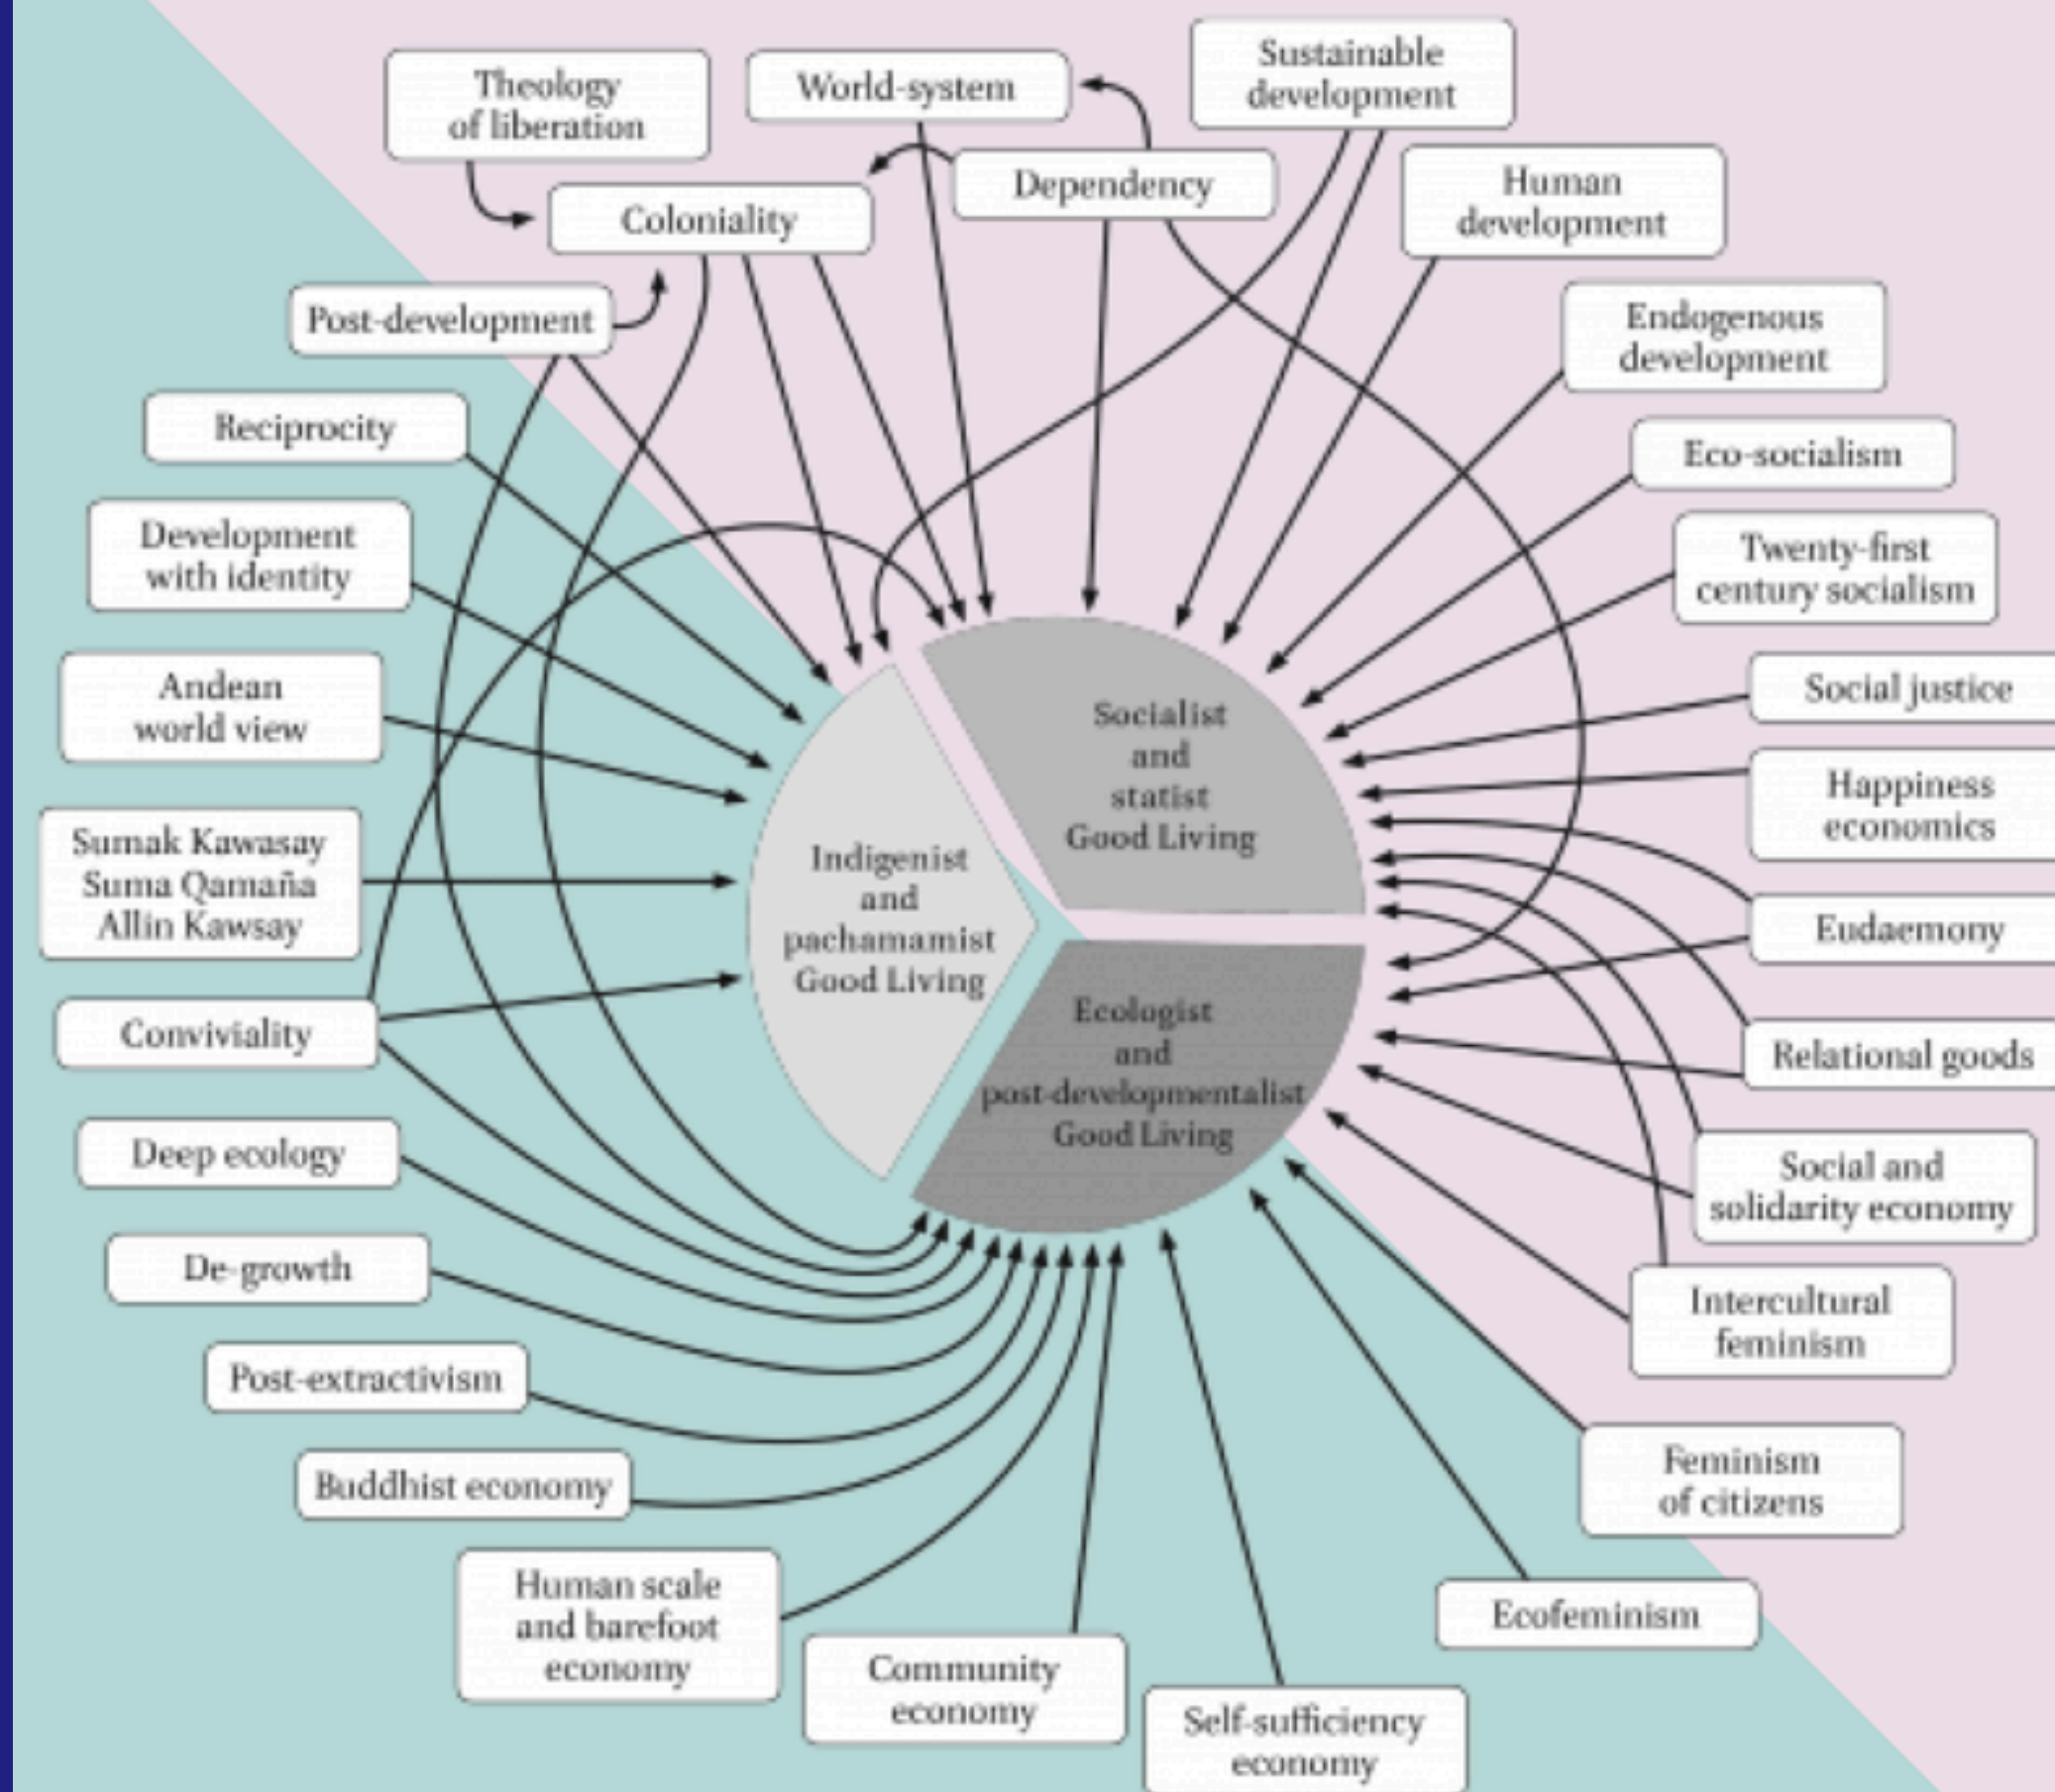 Theology
of liberation
World-system
Sustainable
development
Coloniality
Dependency
Human
development
Post-development
Endogenous
development
Reciprocity
Eco-socialism
Development
with identity
Twenty-first
century socialism
Andean
world view
Social justice
Happiness
economics
Sumak Kawasay
Suma Qamaña
Allin Kawsay
Eudaemony
Conviviality
Relational goods
Deep ecology
Social and
solidarity economy
De-growth
Intercultural
feminism
Post-extractivism
Feminism
of citizens
Buddhist economy
Ecofeminism
Human scale
and barefoot
economy
Community
economy
Self-sufficiency
economy
Socialist
and
statist
Good Living
Indigenist
and
pachamamist
Good Living
Ecologist
and
post-developmentalist
Good Living